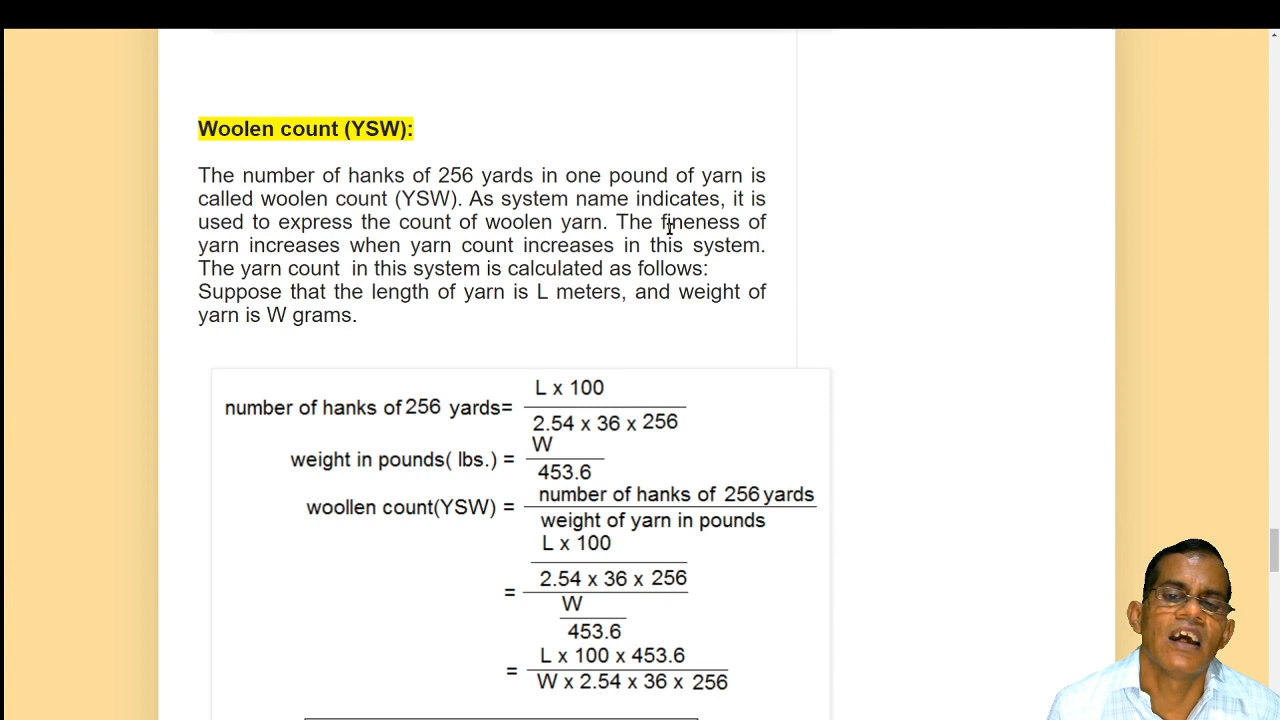 Woolen count (YSW):
The number of hanks of 256 yards in one pound of yarn is
called woolen count (YSW). As system name indicates, it is
used to express the count of woolen yarn. The fineness of
yarn increases when yarn count increases in this system.
The yarn count in this system is calculated as follows:
Suppose that the length of yarn is L meters, and weight of
yarn is W grams.
L x 100
number of hanks of 256 yards=
2.54 x 36 x 256
W
weight in pounds( lbs.) =
453.6
number of hanks of 256 yards
woollen count(YSW) =
weight of yarn in pounds
L x 100
2.54 x 36 x 256
=
W
453.6
L x 100 x 453.6
=
W x 2.54 x 36 x 256